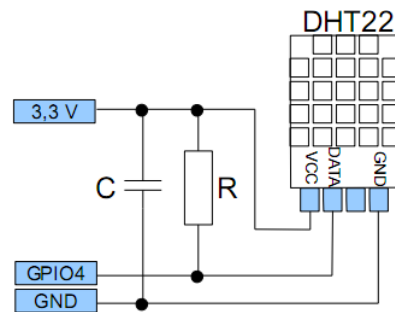 DHT22
3,3 V
VCC
DATA
GND
C
R
GPIO4
GND